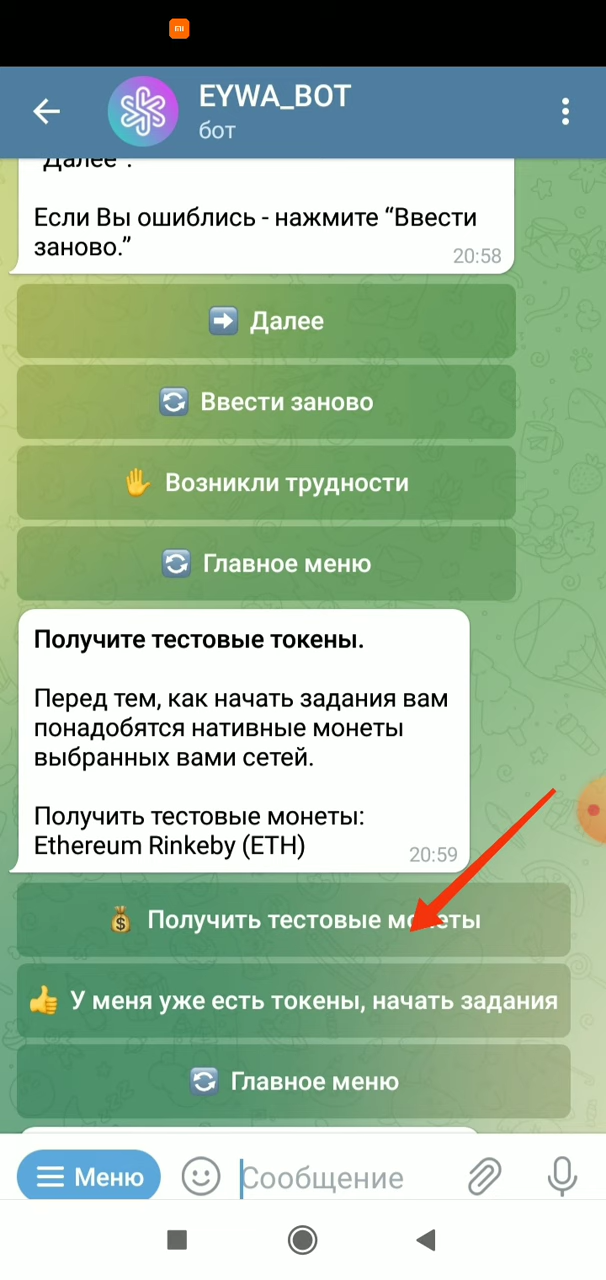 EYWA_BOT
бот
"Далее".
Если Вы ошиблись - нажмите “Ввести
заново.”
20:58
Далее
Ввести заново
Возникли трудности
Главное меню
Получите тестовые токены.
Перед тем, как начать задания вам
понадобятся нативные монеты
выбранных вами сетей.
Получить тестовые монеты:
Ethereum Rinkeby (ETH)
20:59
Получить тестовые монеты
У меня уже есть токены, начать задания
Главное меню
Меню
Сообщение